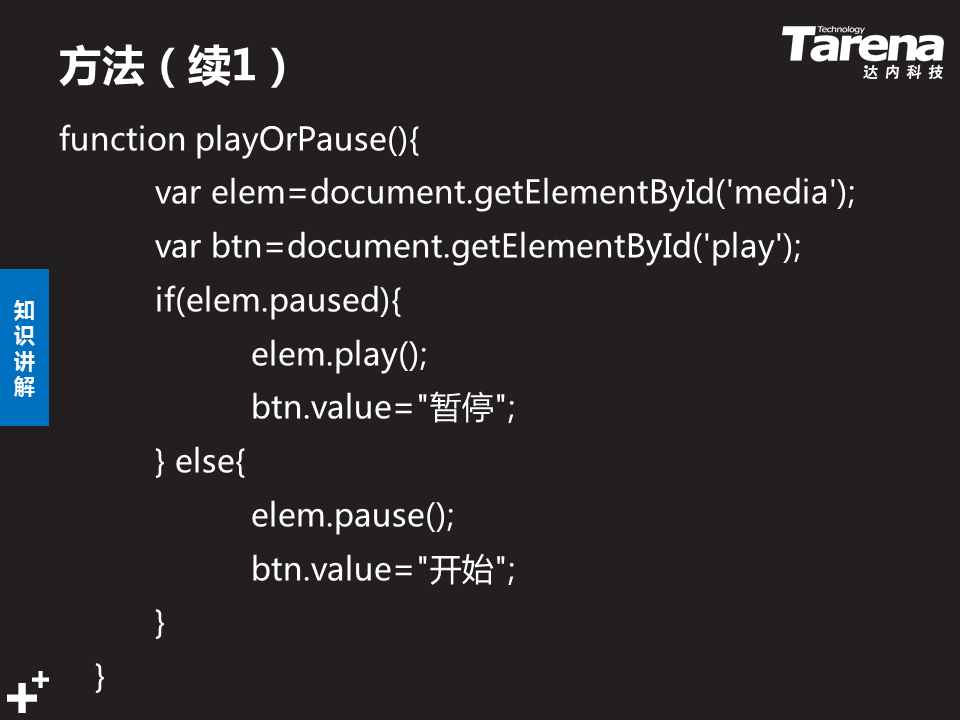 方法（续1）
Technology
Tarena
达内科技
function playOrPause(){
var elem=document.getElementById('media');
var btn=document.getElementById('play');
if(elem.paused){
elem.play();
btn.value="暂停";
} else{
elem.pause();
btn.value="开始";
}
}
知识讲解